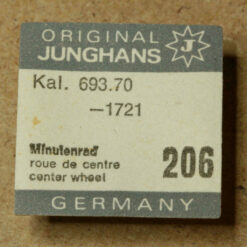 ORIGINAL
JUNGHANS J
Kal. 693.70
-1721
Minutenrad
roue de centre
center wheel
206
GERMANY